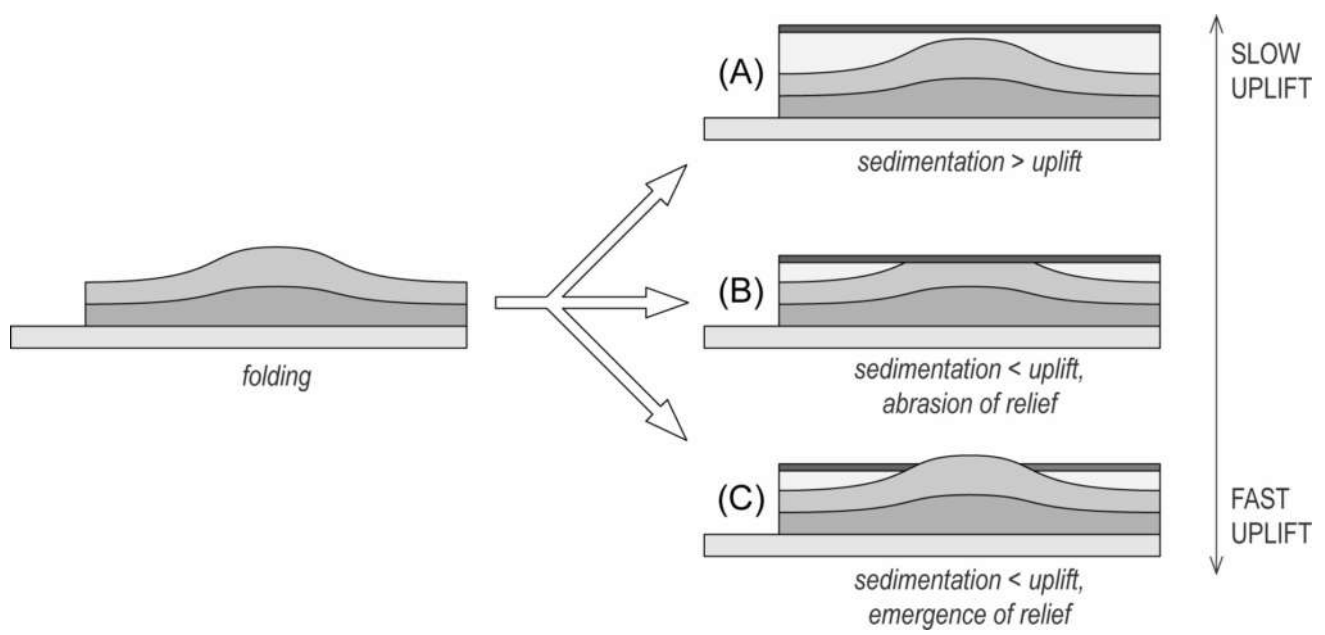 folding
(A)
sedimentation > uplift
(B)
sedimentation < uplift,
abrasion of relief
(C)
sedimentation < uplift,
emergence of relief
SLOW
UPLIFT
FAST
UPLIFT